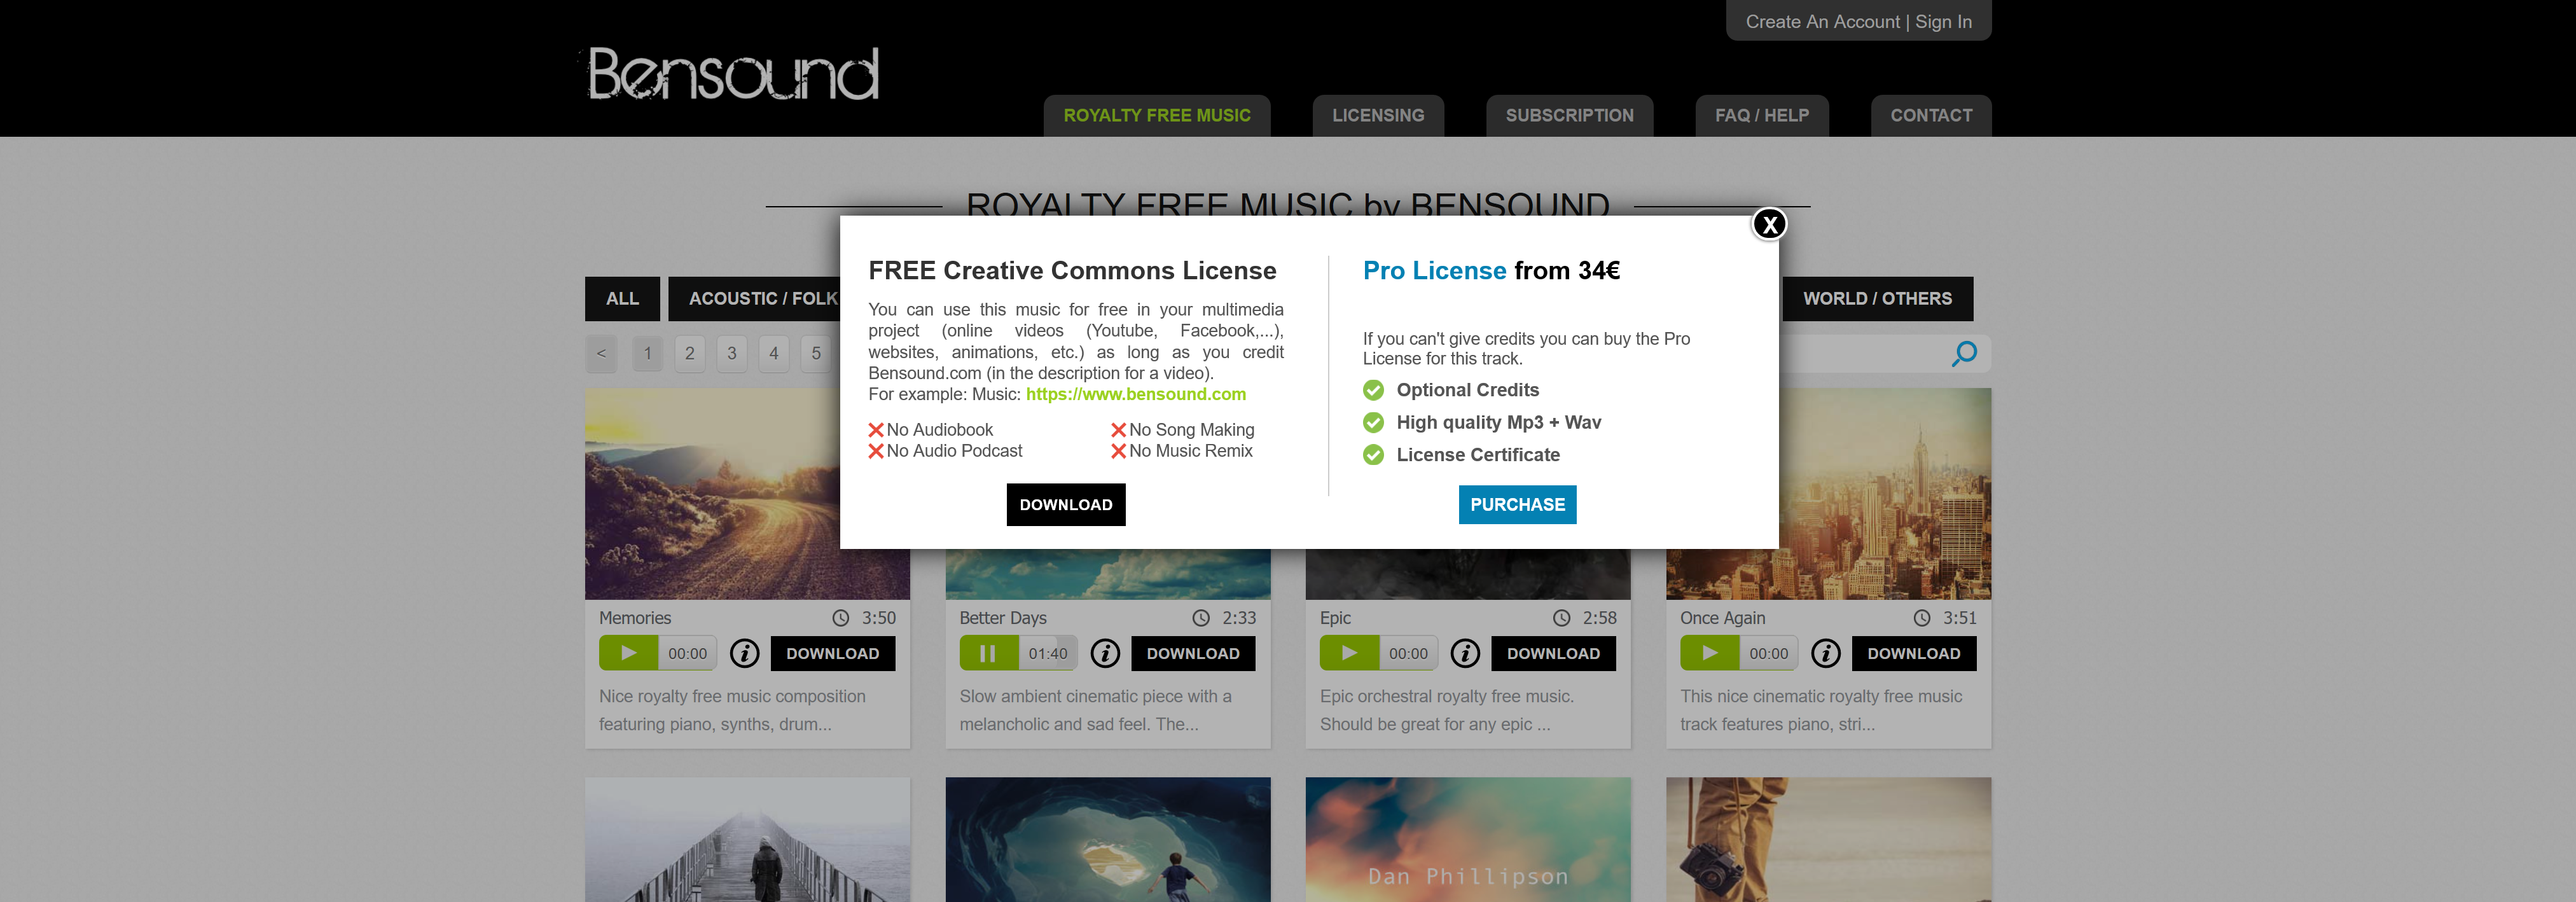 Create An Account | Sign In
Bensound
ROYALTY FREE MUSIC
LICENSING
SUBSCRIPTION
FAQ / HELP
CONTACT
ROYALTY FREE MUSIC by BENSOUND
X
FREE Creative Commons License
You can use this music for free in your multimedia
project (online videos (Youtube, Facebook,...),
websites, animations, etc.) as long as you credit
Bensound.com (in the description for a video).
For example: Music: https://www.bensound.com
No Audiobook
No Song Making
No Audio Podcast
No Music Remix
DOWNLOAD
Pro License from 34€
If you can't give credits you can buy the Pro
License for this track.
Optional Credits
High quality Mp3 + Wav
License Certificate
PURCHASE
ALL
ACOUSTIC / FOLK
WORLD / OTHERS
< 1 2 3 4 5
Memories 3:50
00:00 i DOWNLOAD
Nice royalty free music composition
featuring piano, synths, drum...
Better Days 2:33
01:40 i DOWNLOAD
Slow ambient cinematic piece with a
melancholic and sad feel. The...
Epic 2:58
00:00 i DOWNLOAD
Epic orchestral royalty free music.
Should be great for any epic ...
Once Again 3:51
00:00 i DOWNLOAD
This nice cinematic royalty free music
track features piano, stri...
Dan Phillipson